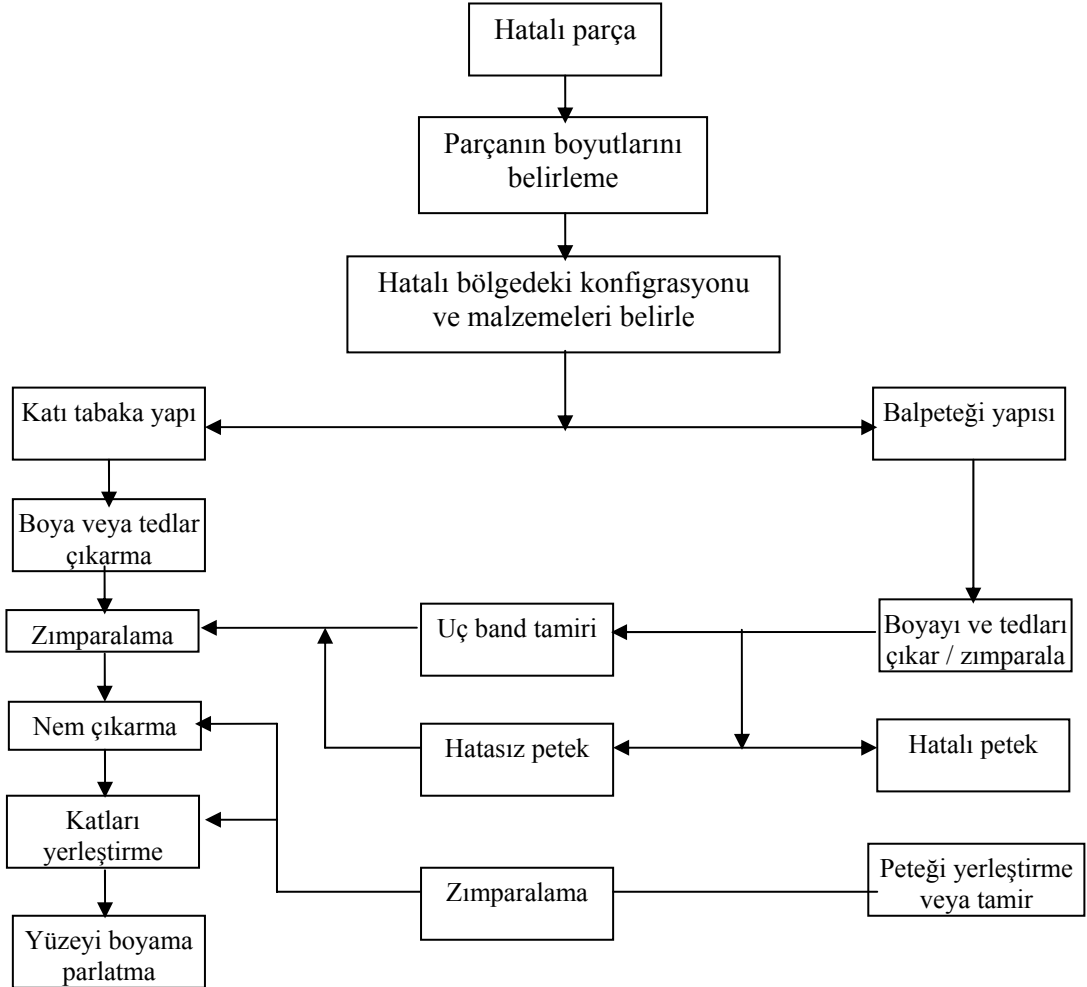 Hatalı parça
Parçanın boyutlarını
belirleme
Hatalı bölgedeki konfigrasyonu
ve malzemeleri belirle
Katı tabaka yapı
Balpeteği yapısı
Boya veya tedlar
çıkarma
Zımparalama
Uç band tamiri
Boyayı ve tedları
çıkar / zımparala
Nem çıkarma
Hatasız petek
Hatalı petek
Katları
yerleştirme
Zımparalama
Peteği yerleştirme
veya tamir
Yüzeyi boyama
parlatma